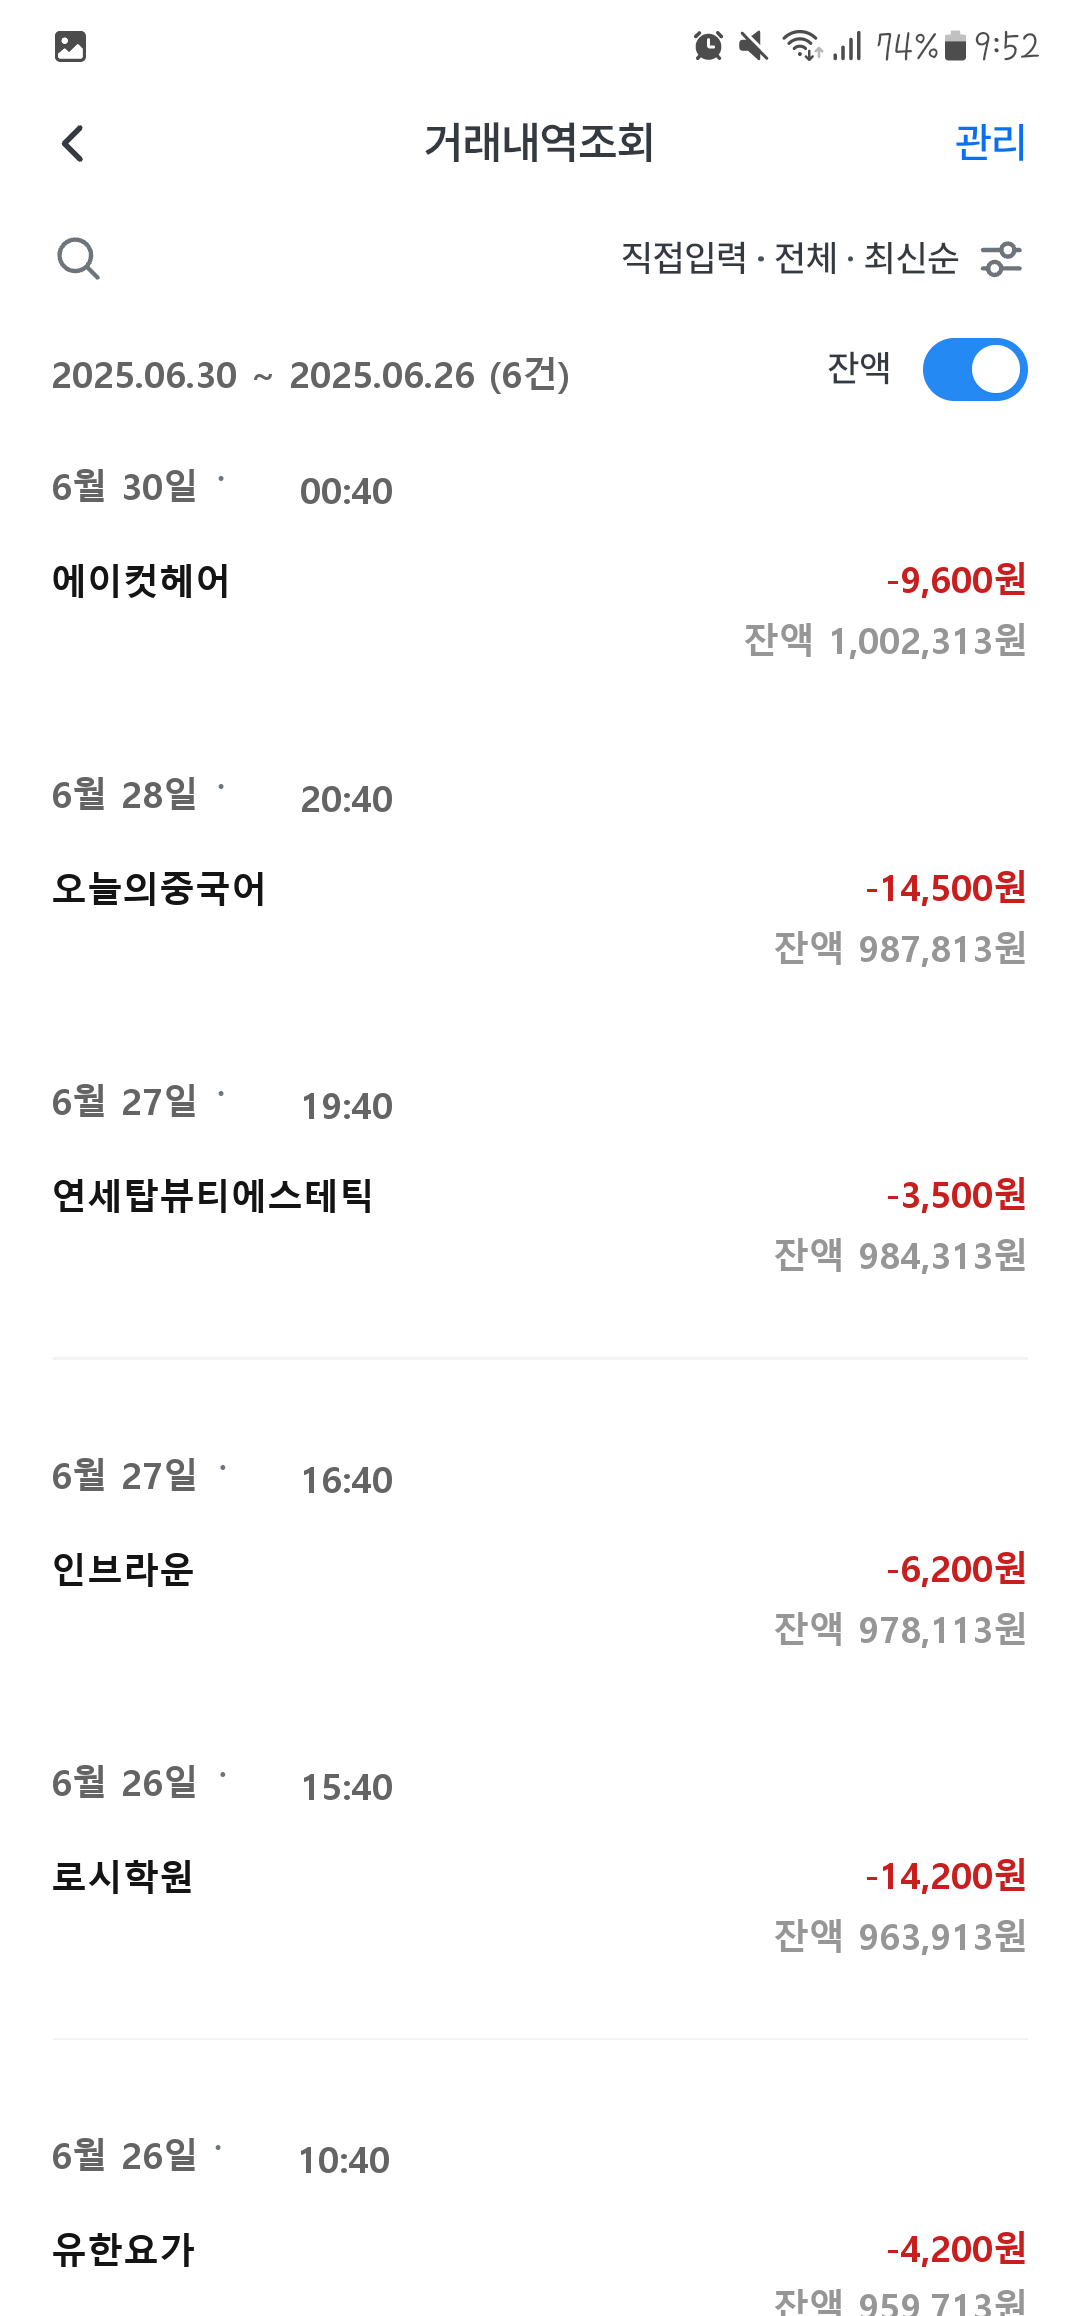 74% 9:52
거래내역조회 관리
직접입력 · 전체 · 최신순
2025.06.30 ~ 2025.06.26 (6건) 잔액
6월 30일 · 00:40
에이컷헤어 -9,600원
잔액 1,002,313원
6월 28일 · 20:40
오늘의중국어 -14,500원
잔액 987,813원
6월 27일 · 19:40
연세탑뷰티에스테틱 -3,500원
잔액 984,313원
6월 27일 · 16:40
인브라운 -6,200원
잔액 978,113원
6월 26일 · 15:40
로시학원 -14,200원
잔액 963,913원
6월 26일 · 10:40
유한요가 -4,200원
잔액 959,713원